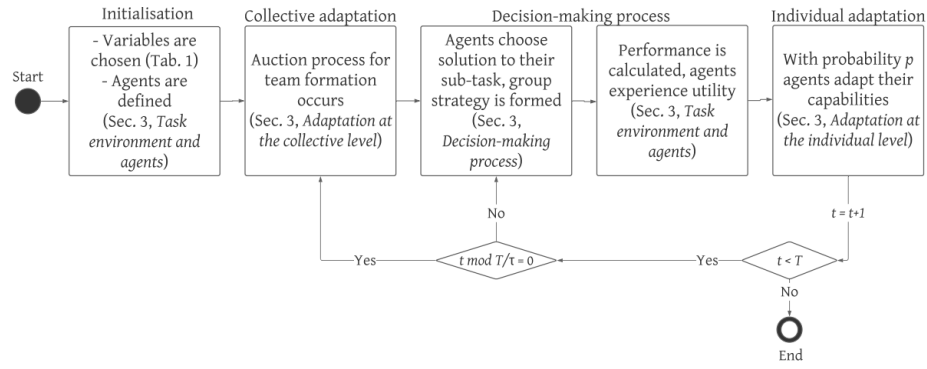 Initialisation
Collective adaptation
Decision-making process
Individual adaptation
Start
- Variables are
chosen (Tab. 1)
- Agents are
defined
(Sec. 3, Task
environment and
agents)
Auction process for
team formation
occurs
(Sec. 3, Adaptation at
the collective level)
Agents choose
solution to their
sub-task, group
strategy is formed
(Sec. 3,
Decision-making
process)
Performance is
calculated, agents
experience utility
(Sec. 3, Task
environment and
agents)
With probability p
agents adapt their
capabilities
(Sec. 3, Adaptation at
the individual level)
t = t+1
No
Yes
t mod T/τ = 0
Yes
t < T
No
End